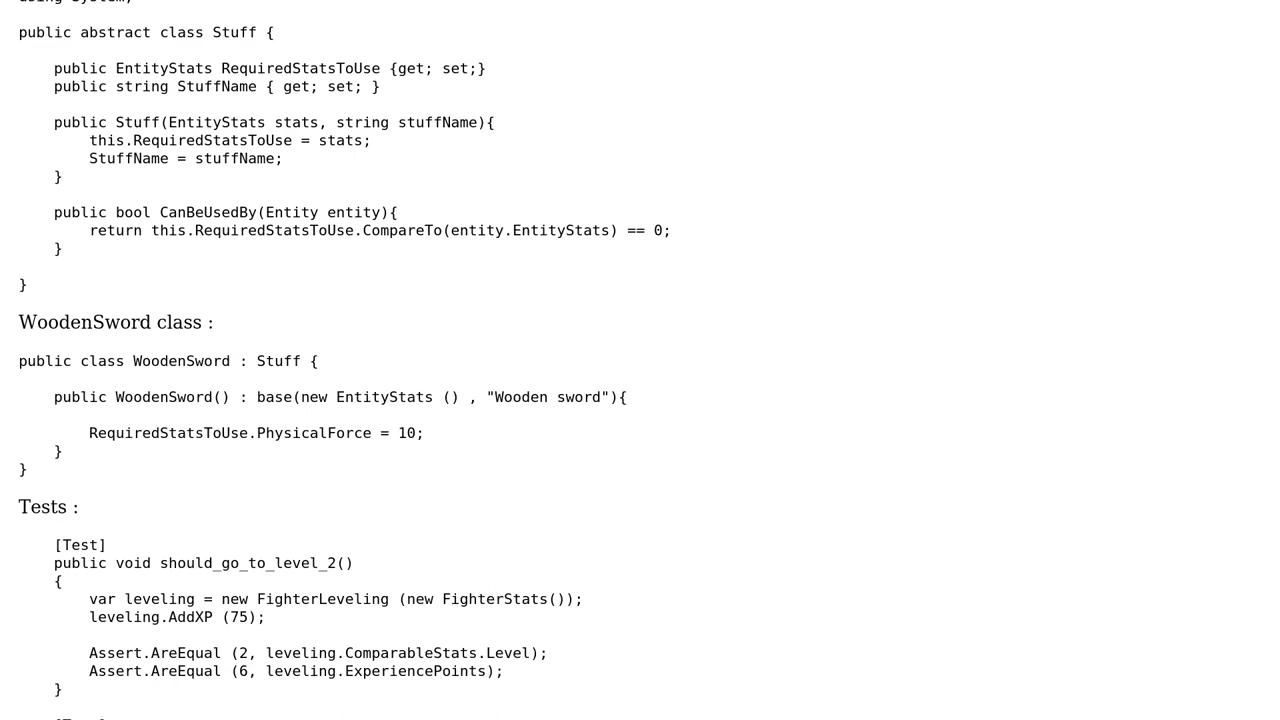 using System;
public abstract class Stuff {
    public EntityStats RequiredStatsToUse {get; set;}
    public string StuffName { get; set; }
    public Stuff(EntityStats stats, string stuffName){
        this.RequiredStatsToUse = stats;
        StuffName = stuffName;
    }
    public bool CanBeUsedBy(Entity entity){
        return this.RequiredStatsToUse.CompareTo(entity.EntityStats) == 0;
    }
}
WoodenSword class :
public class WoodenSword : Stuff {
    public WoodenSword() : base(new EntityStats () , "Wooden sword"){
        RequiredStatsToUse.PhysicalForce = 10;
    }
}
Tests :
    [Test]
    public void should_go_to_level_2()
    {
        var leveling = new FighterLeveling (new FighterStats());
        leveling.AddXP (75);
        Assert.AreEqual (2, leveling.ComparableStats.Level);
        Assert.AreEqual (6, leveling.ExperiencePoints);
    }